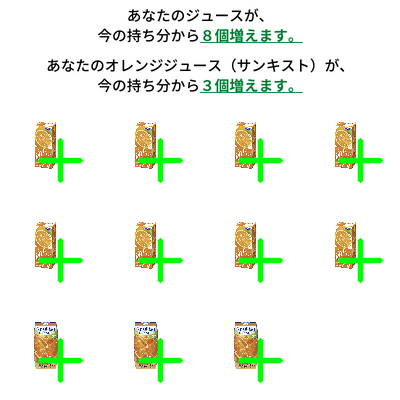 あなたのジュースが、
今の持ち分から８個増えます。
あなたのオレンジジュース（サンキスト）が、
今の持ち分から３個増えます。